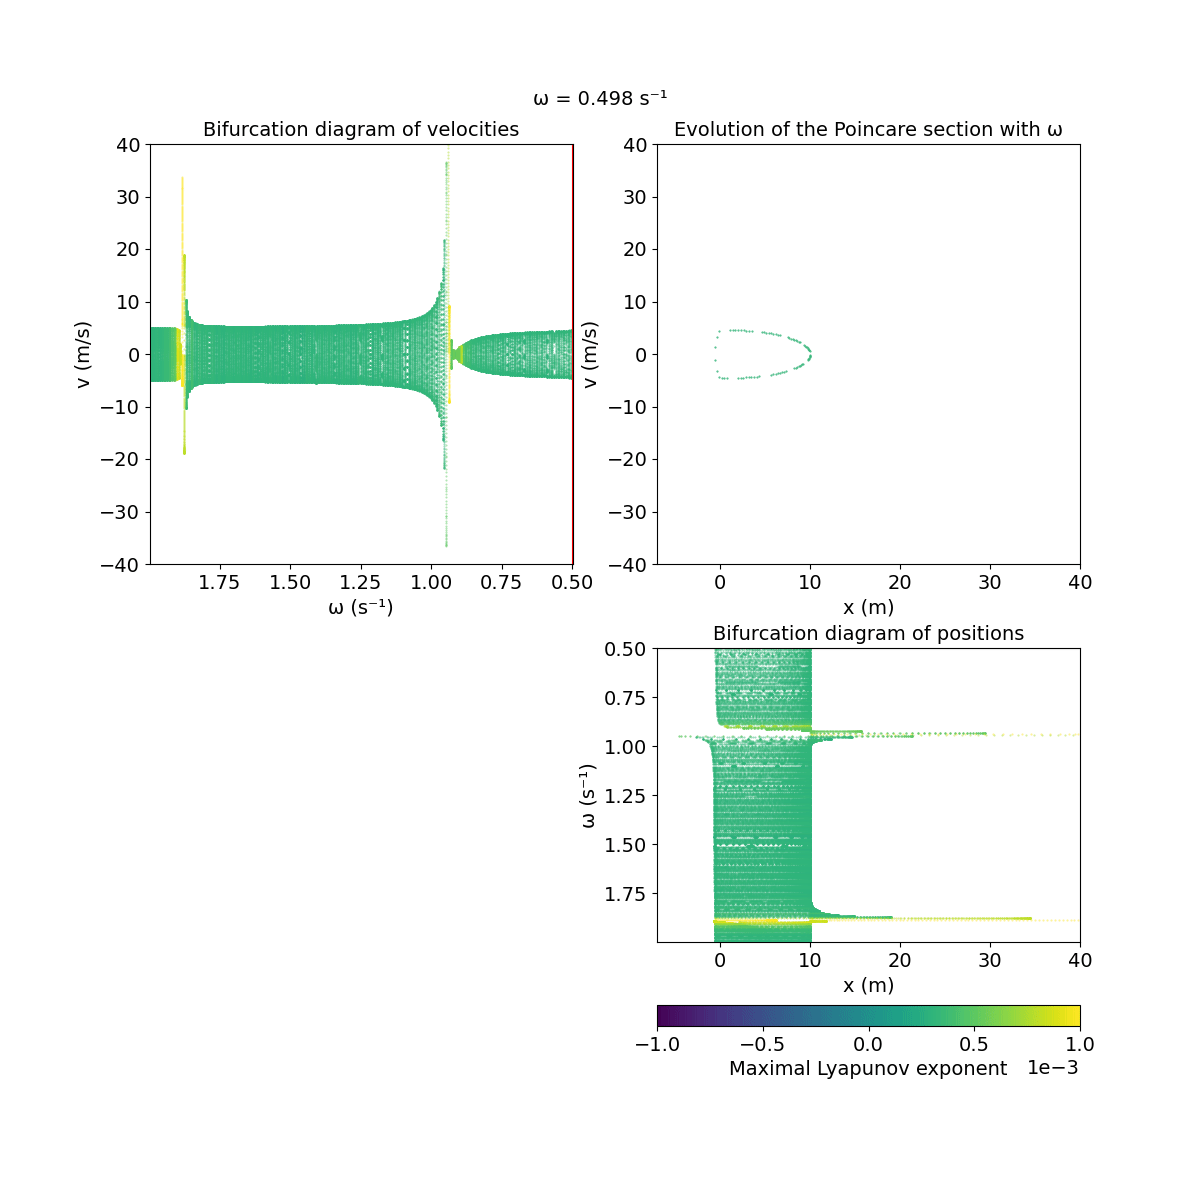 ω = 0.498 s⁻¹
Bifurcation diagram of velocities
40
30
20
10
0
−10
−20
−30
−40
v (m/s)
1.75 1.50 1.25 1.00 0.75 0.50
ω (s⁻¹)
Evolution of the Poincare section with ω
40
30
20
10
0
−10
−20
−30
−40
v (m/s)
0 10 20 30 40
x (m)
Bifurcation diagram of positions
0.50
0.75
1.00
1.25
1.50
1.75
ω (s⁻¹)
0 10 20 30 40
x (m)
−1.0 −0.5 0.0 0.5 1.0
Maximal Lyapunov exponent 1e−3